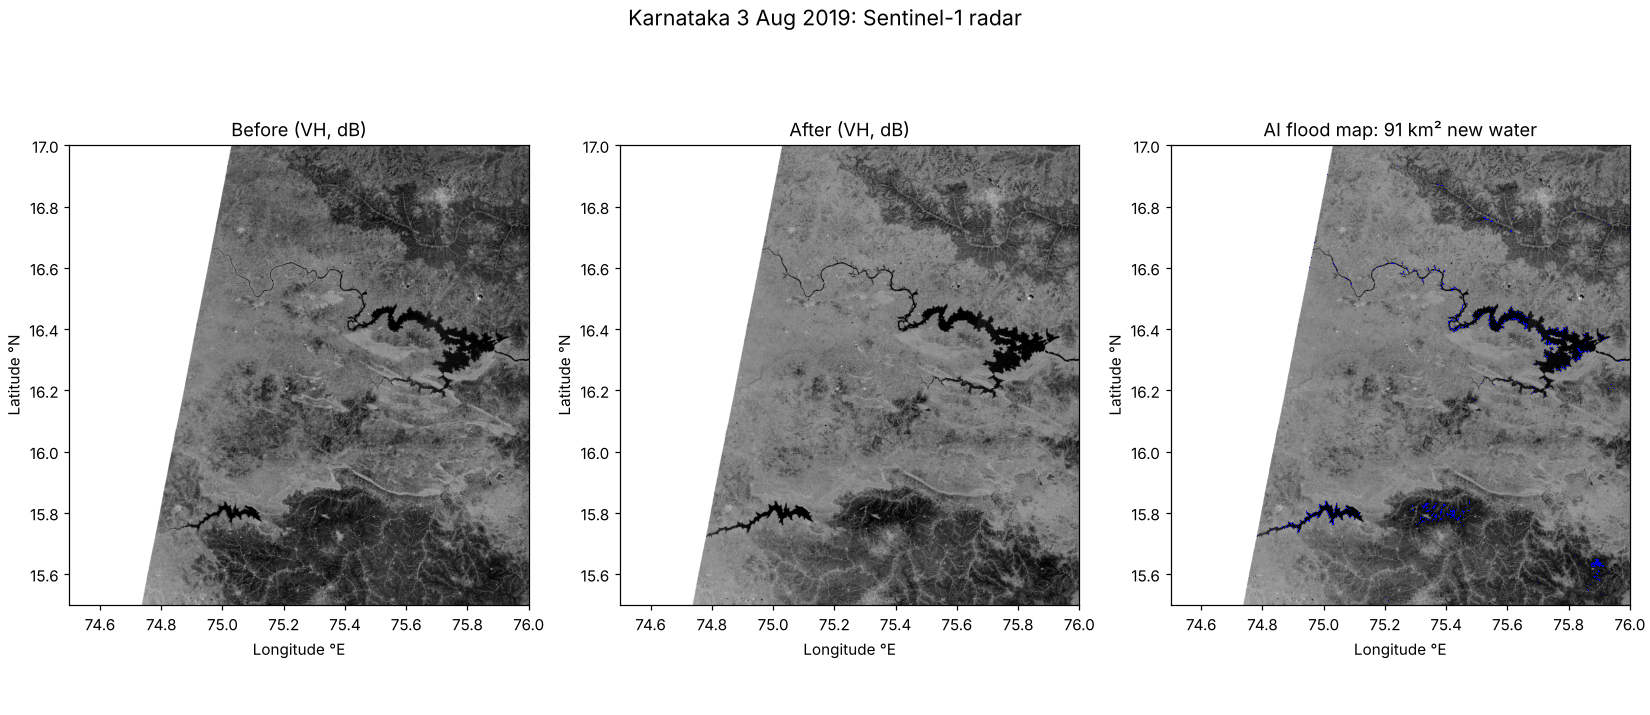 Karnataka 3 Aug 2019: Sentinel-1 radar
Before (VH, dB)
17.0
16.8
16.6
16.4
16.2
16.0
15.8
15.6
Latitude °N
74.6 74.8 75.0 75.2 75.4 75.6 75.8 76.0
Longitude °E
After (VH, dB)
17.0
16.8
16.6
16.4
16.2
16.0
15.8
15.6
Latitude °N
74.6 74.8 75.0 75.2 75.4 75.6 75.8 76.0
Longitude °E
AI flood map: 91 km² new water
17.0
16.8
16.6
16.4
16.2
16.0
15.8
15.6
Latitude °N
74.6 74.8 75.0 75.2 75.4 75.6 75.8 76.0
Longitude °E